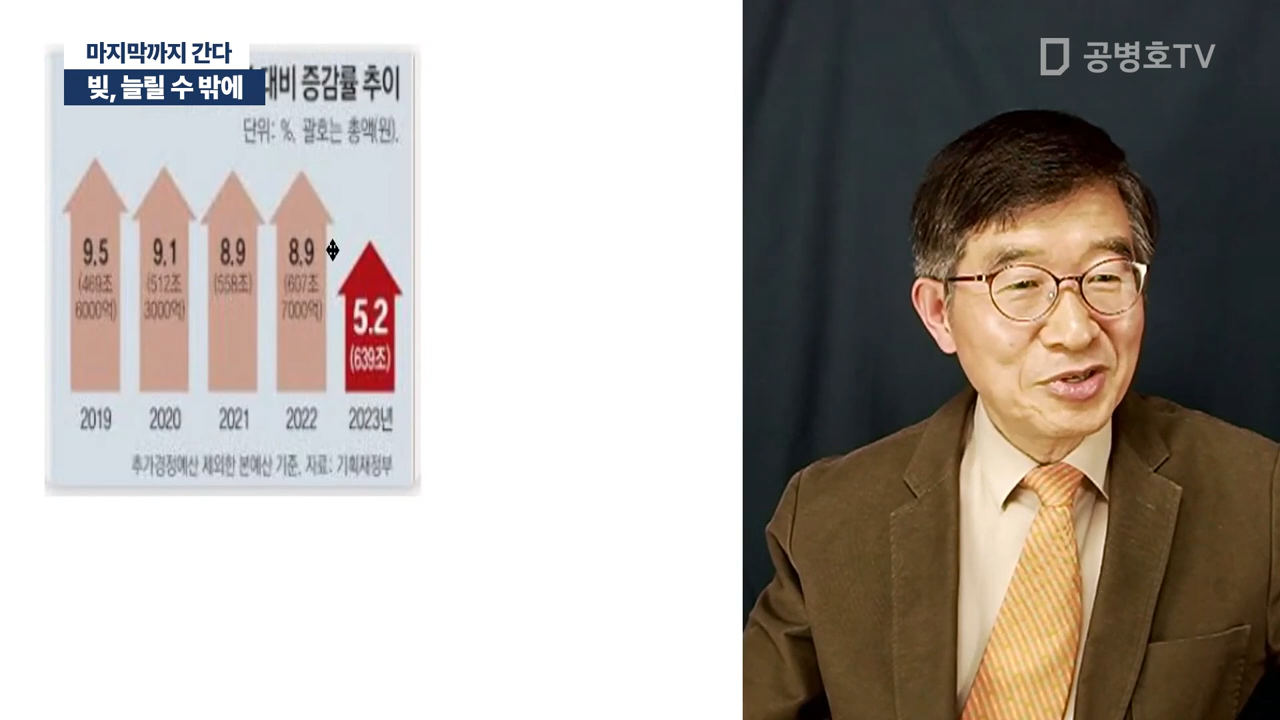 마지막까지 간다
빚, 늘릴 수 밖에
대비 증감률 추이
단위: %, 괄호는 총액(원).
9.5
(469조
6000억)
9.1
(512조
3000억)
8.9
(558조)
8.9
(607조
7000억)
5.2
(639조)
2019
2020
2021
2022
2023년
추가경정예산 제외한 본예산 기준. 자료: 기획재정부
공병호TV